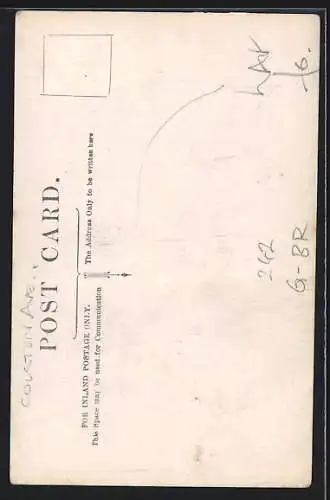 POST CARD.
FOR INLAND POSTAGE ONLY.
This Space may be used for Communication
The Address Only to be written here
242
G-BR